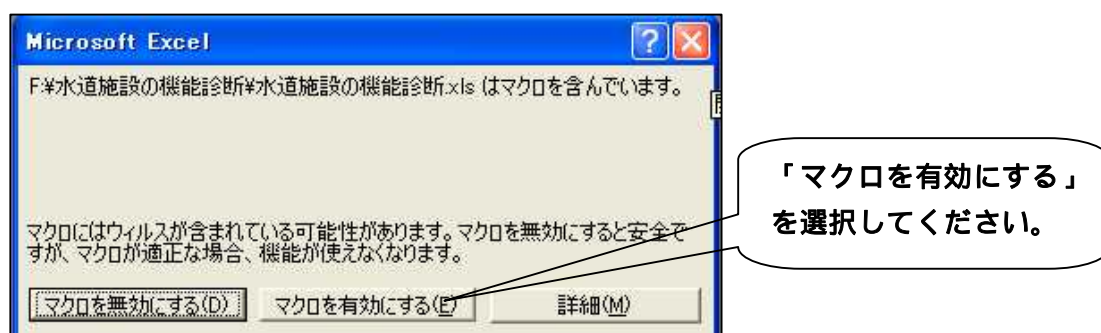 Microsoft Excel
F:¥水道施設の機能診断¥水道施設の機能診断.xls はマクロを含んでいます。
マクロにはウィルスが含まれている可能性があります。マクロを無効にすると安全で
すが、マクロが適正な場合、機能が使えなくなります。
マクロを無効にする(D)
マクロを有効にする(E)
詳細(M)
「マクロを有効にする」
を選択してください。